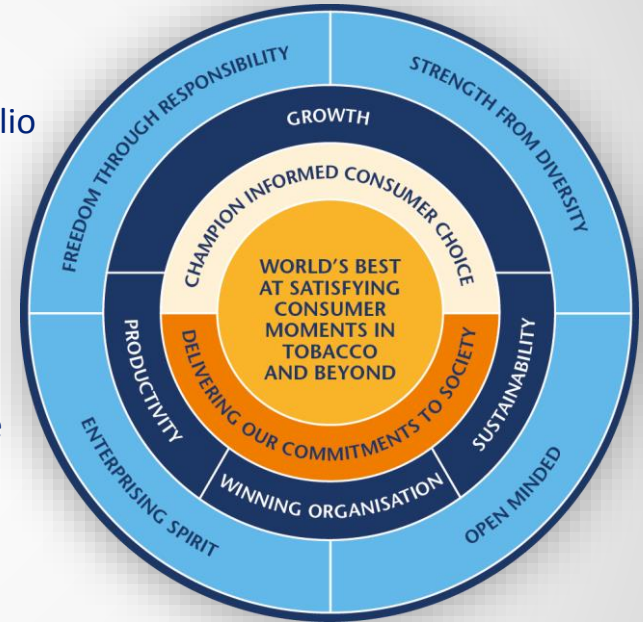 lio
e
FREEDOM THROUGH RESPONSIBILITY
STRENGTH FROM DIVERSITY
GROWTH
CHAMPION INFORMED CONSUMER CHOICE
WORLD'S BEST
AT SATISFYING
CONSUMER
MOMENTS IN
TOBACCO
AND BEYOND
DELIVERING OUR COMMITMENTS TO SOCIETY
PRODUCTIVITY
WINNING ORGANISATION
SUSTAINABILITY
ENTERPRISING SPIRIT
OPEN MINDED